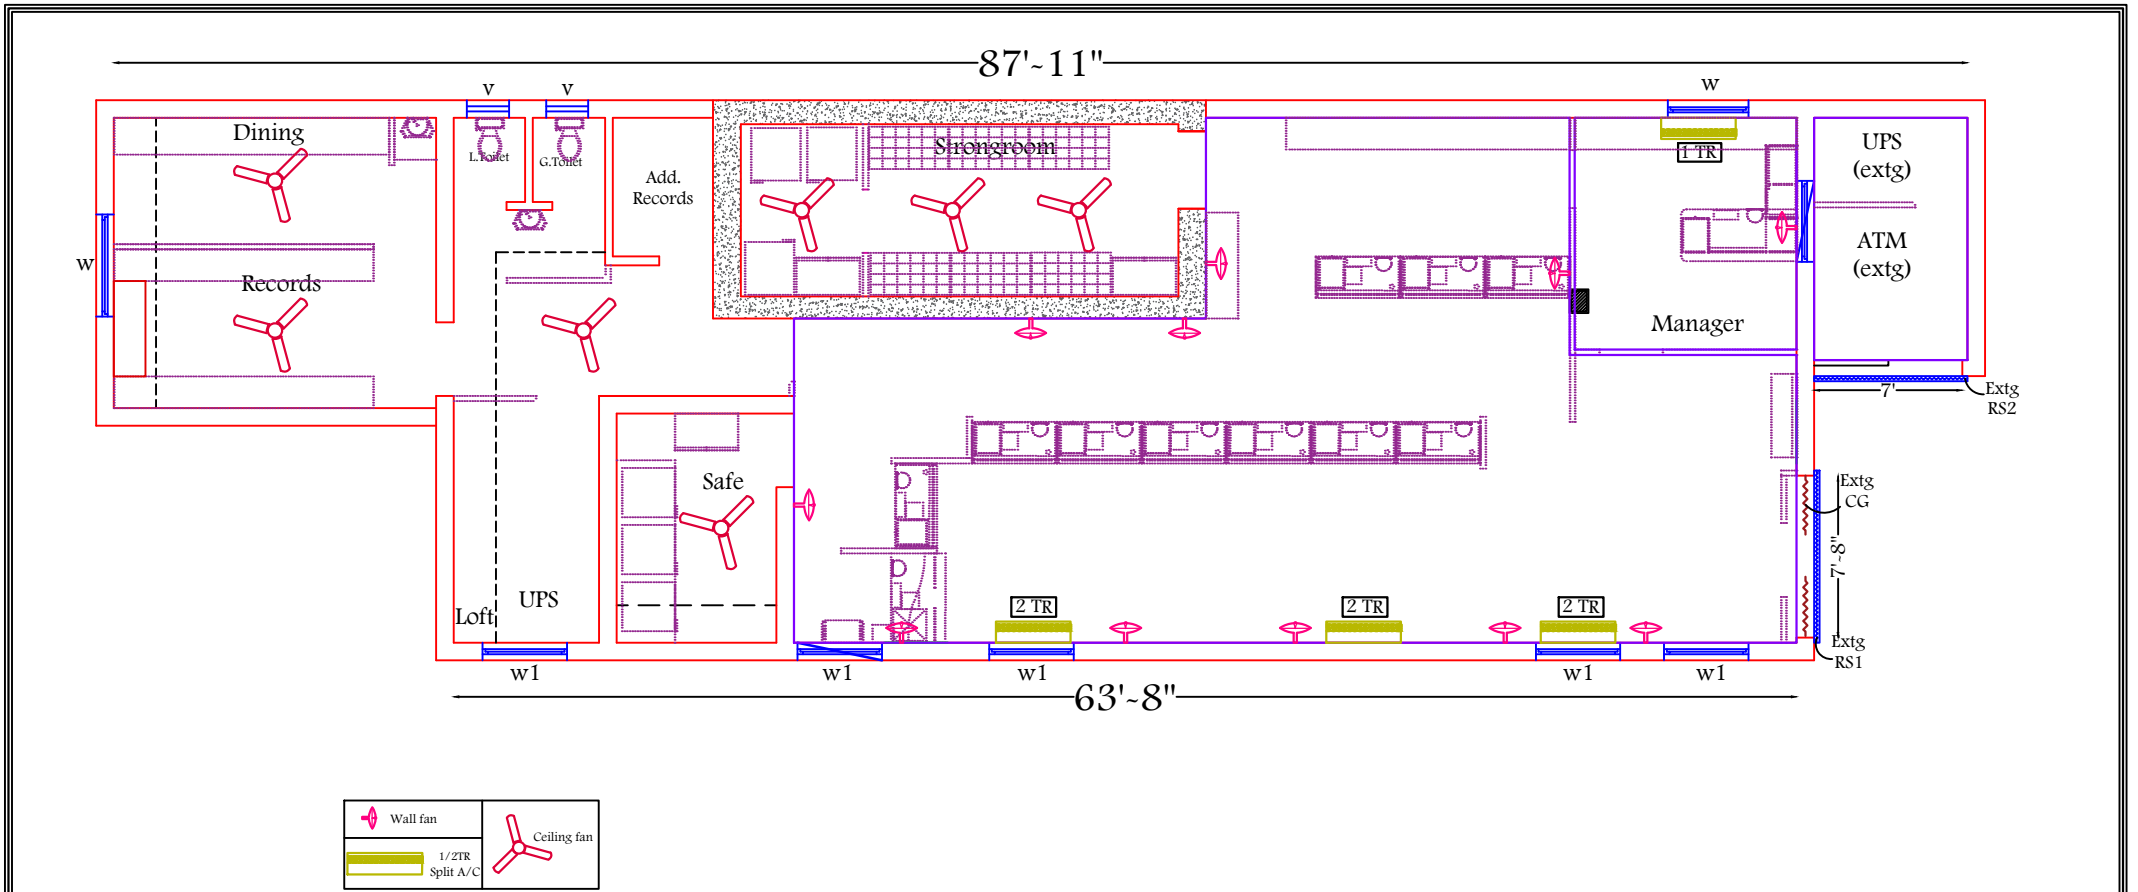 87'~11"
v
v
w
Dining
L.Toilet
G.Toilet
Add.
Records
Strongroom
1 TR
UPS
(extg)
ATM
(extg)
w
Records
Manager
7'
Extg
RS2
Safe
Extg
CG
7'~8"
Loft
UPS
2 TR
2 TR
2 TR
Extg
RS1
w1
w1
w1
w1
w1
63'~8"
Wall fan
Ceiling fan
1/2TR
Split A/C